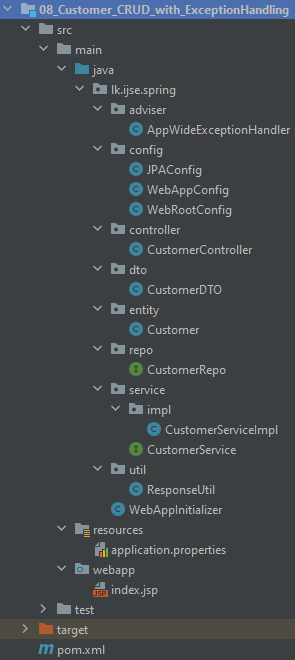 08_Customer_CRUD_with_ExceptionHandling
src
main
java
lk.ijse.spring
adviser
AppWideExceptionHandler
config
JPAConfig
WebAppConfig
WebRootConfig
controller
CustomerController
dto
CustomerDTO
entity
Customer
repo
CustomerRepo
service
impl
CustomerServiceImpl
CustomerService
util
ResponseUtil
WebAppInitializer
resources
application.properties
webapp
index.jsp
test
target
pom.xml